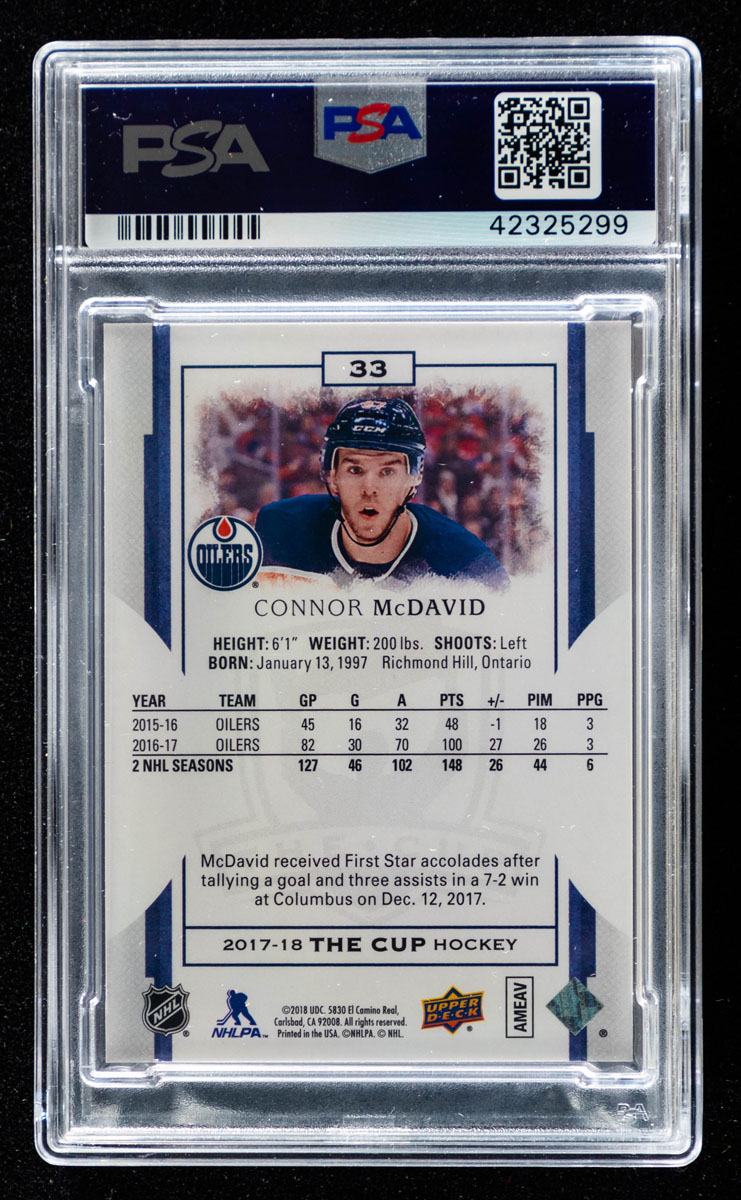 PSA
PSA
42325299
33
CCM
OILERS
CONNOR McDAVID
HEIGHT: 6'1" WEIGHT: 200 lbs. SHOOTS: Left
BORN: January 13, 1997 Richmond Hill, Ontario
YEAR TEAM GP G A PTS +/- PIM PPG
2015-16 OILERS 45 16 32 48 -1 18 3
2016-17 OILERS 82 30 70 100 27 26 3
2 NHL SEASONS 127 46 102 148 26 44 6
THE CUP
McDavid received First Star accolades after
tallying a goal and three assists in a 7-2 win
at Columbus on Dec. 12, 2017.
2017-18 THE CUP HOCKEY
NHL
NHLPA
©2018 UDC. 5830 El Camino Real,
Carlsbad, CA 92008. All rights reserved.
Printed in the USA. ©NHLPA. © NHL.
UPPER
D·E·C·K
AMEAV
PSA